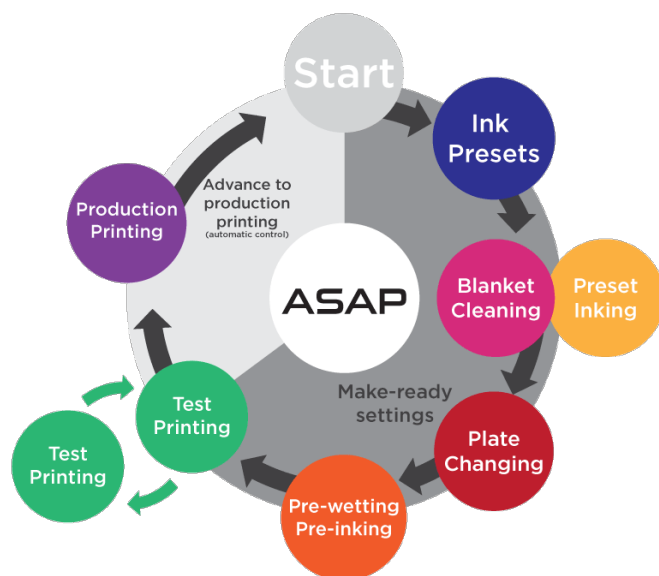 Start
Ink
Presets
Blanket
Cleaning
Preset
Inking
Plate
Changing
Pre-wetting
Pre-inking
Test
Printing
Test
Printing
Production
Printing
Advance to
production
printing
(automatic control)
ASAP
Make-ready
settings